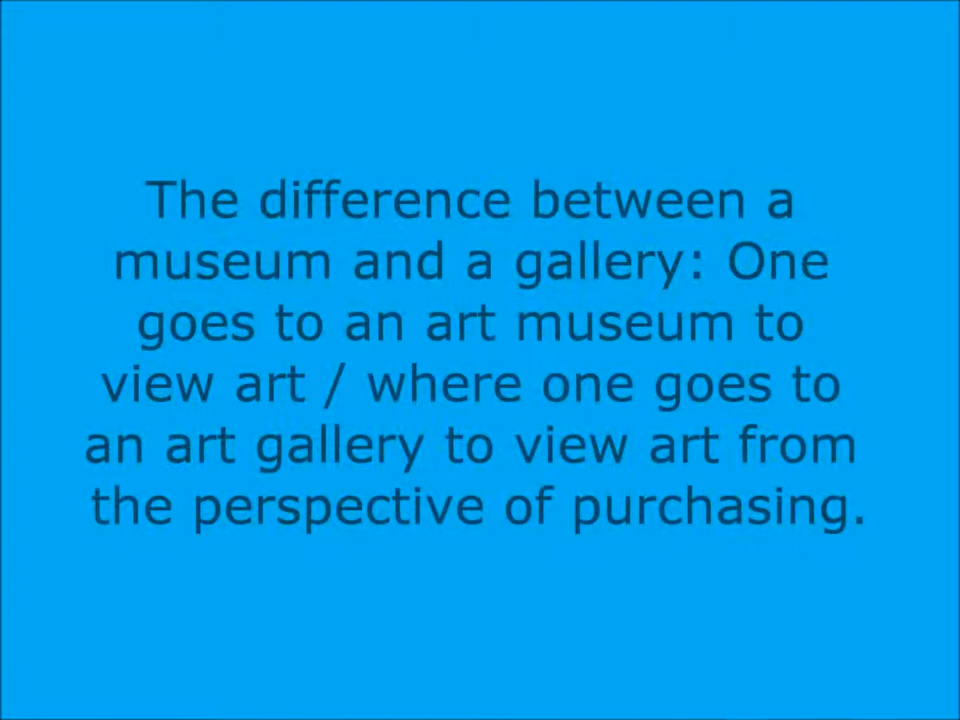 The difference between a
museum and a gallery: One
goes to an art museum to
view art / where one goes to
an art gallery to view art from
the perspective of purchasing.